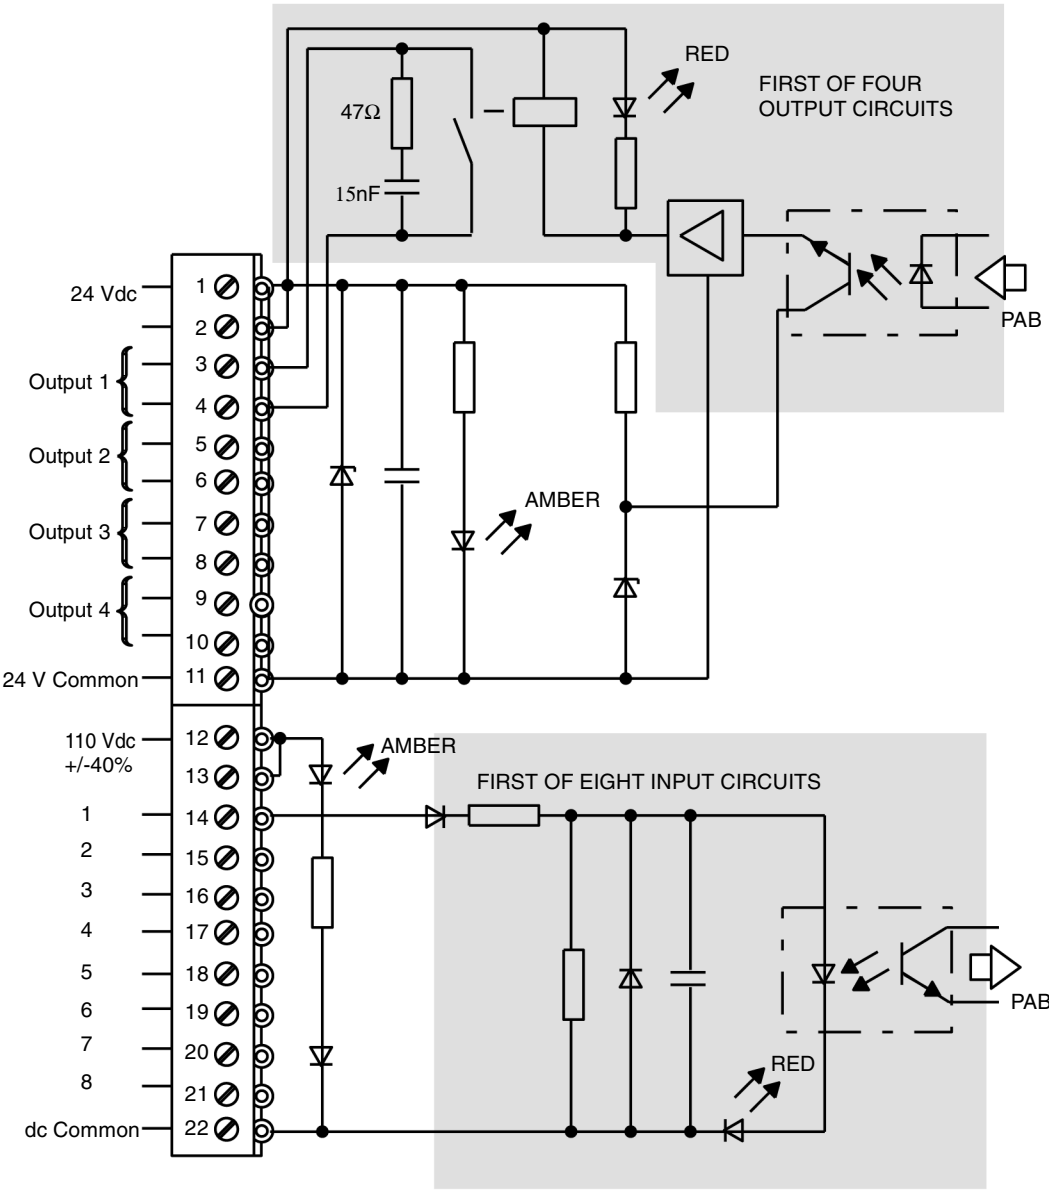 RED
FIRST OF FOUR
OUTPUT CIRCUITS
47Ω
15nF
PAB
24 Vdc
1
2
3
Output 1
4
5
Output 2
6
7
Output 3
8
9
Output 4
10
24 V Common
11
AMBER
110 Vdc
+/-40%
12
13
AMBER
FIRST OF EIGHT INPUT CIRCUITS
1
14
2
15
3
16
4
17
5
18
6
19
7
20
8
21
dc Common
22
PAB
RED